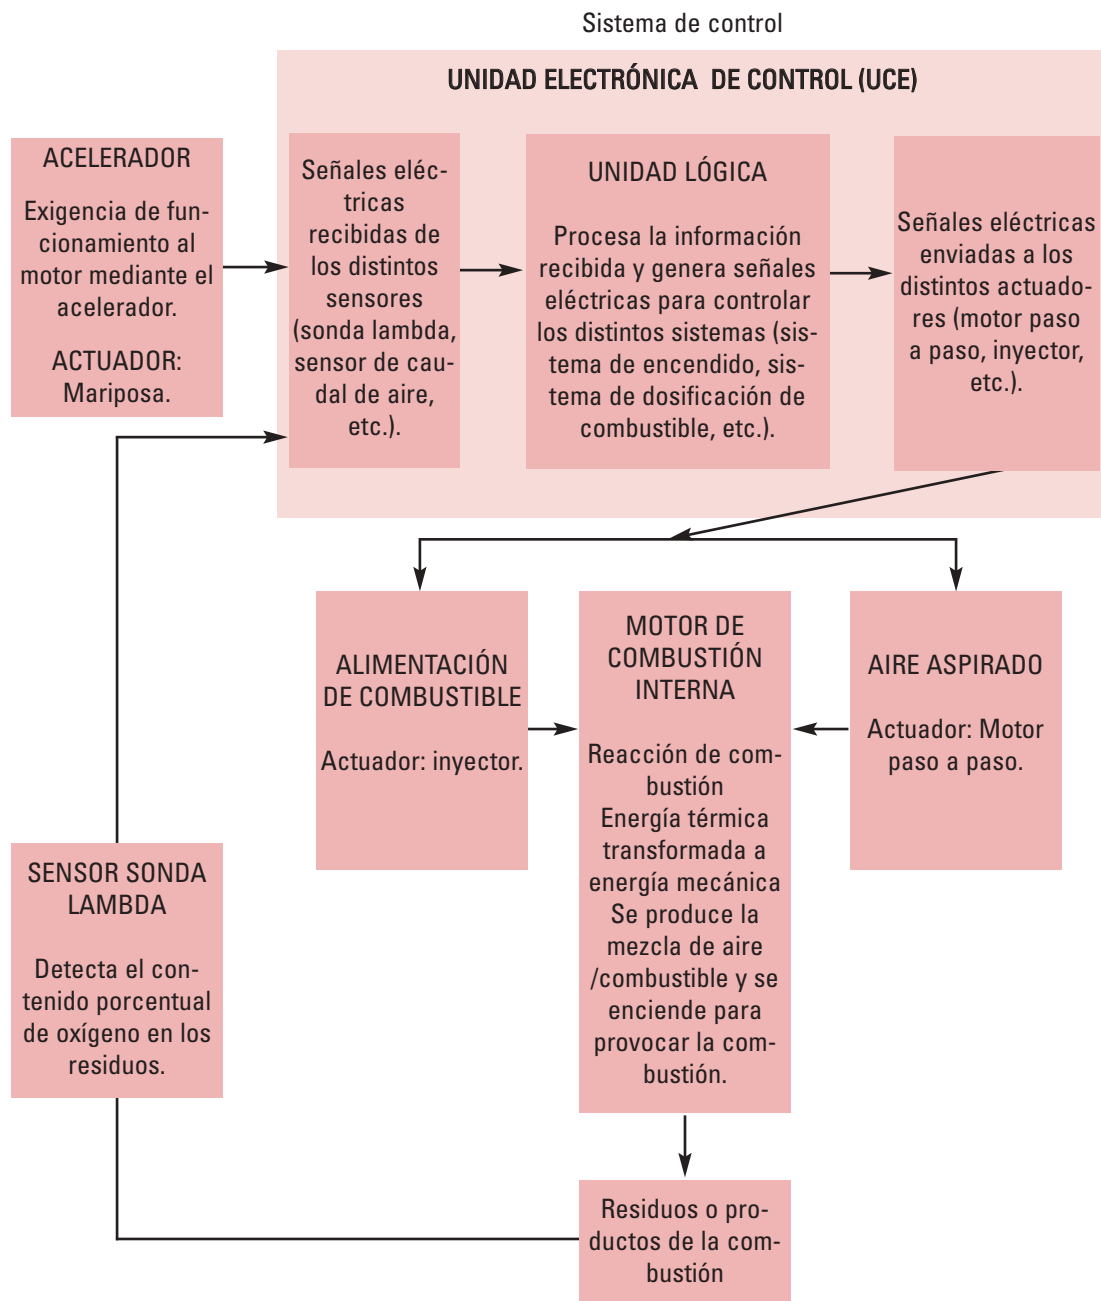 Sistema de control
UNIDAD ELECTRÓNICA DE CONTROL (UCE)
ACELERADOR
Exigencia de fun-
cionamiento al
motor mediante el
acelerador.
ACTUADOR:
Mariposa.
Señales eléc-
tricas
recibidas de
los distintos
sensores
(sonda lambda,
sensor de cau-
dal de aire,
etc.).
UNIDAD LÓGICA
Procesa la información
recibida y genera señales
eléctricas para controlar
los distintos sistemas (sis-
tema de encendido, sis-
tema de dosificación de
combustible, etc.).
Señales eléctricas
enviadas a los
distintos actuado-
res (motor paso
a paso, inyector,
etc.).
ALIMENTACIÓN
DE COMBUSTIBLE
Actuador: inyector.
MOTOR DE
COMBUSTIÓN
INTERNA
Reacción de com-
bustión
Energía térmica
transformada a
energía mecánica
Se produce la
mezcla de aire
/combustible y se
enciende para
provocar la com-
bustión.
AIRE ASPIRADO
Actuador: Motor
paso a paso.
SENSOR SONDA
LAMBDA
Detecta el con-
tenido porcentual
de oxígeno en los
residuos.
Residuos o pro-
ductos de la com-
bustión